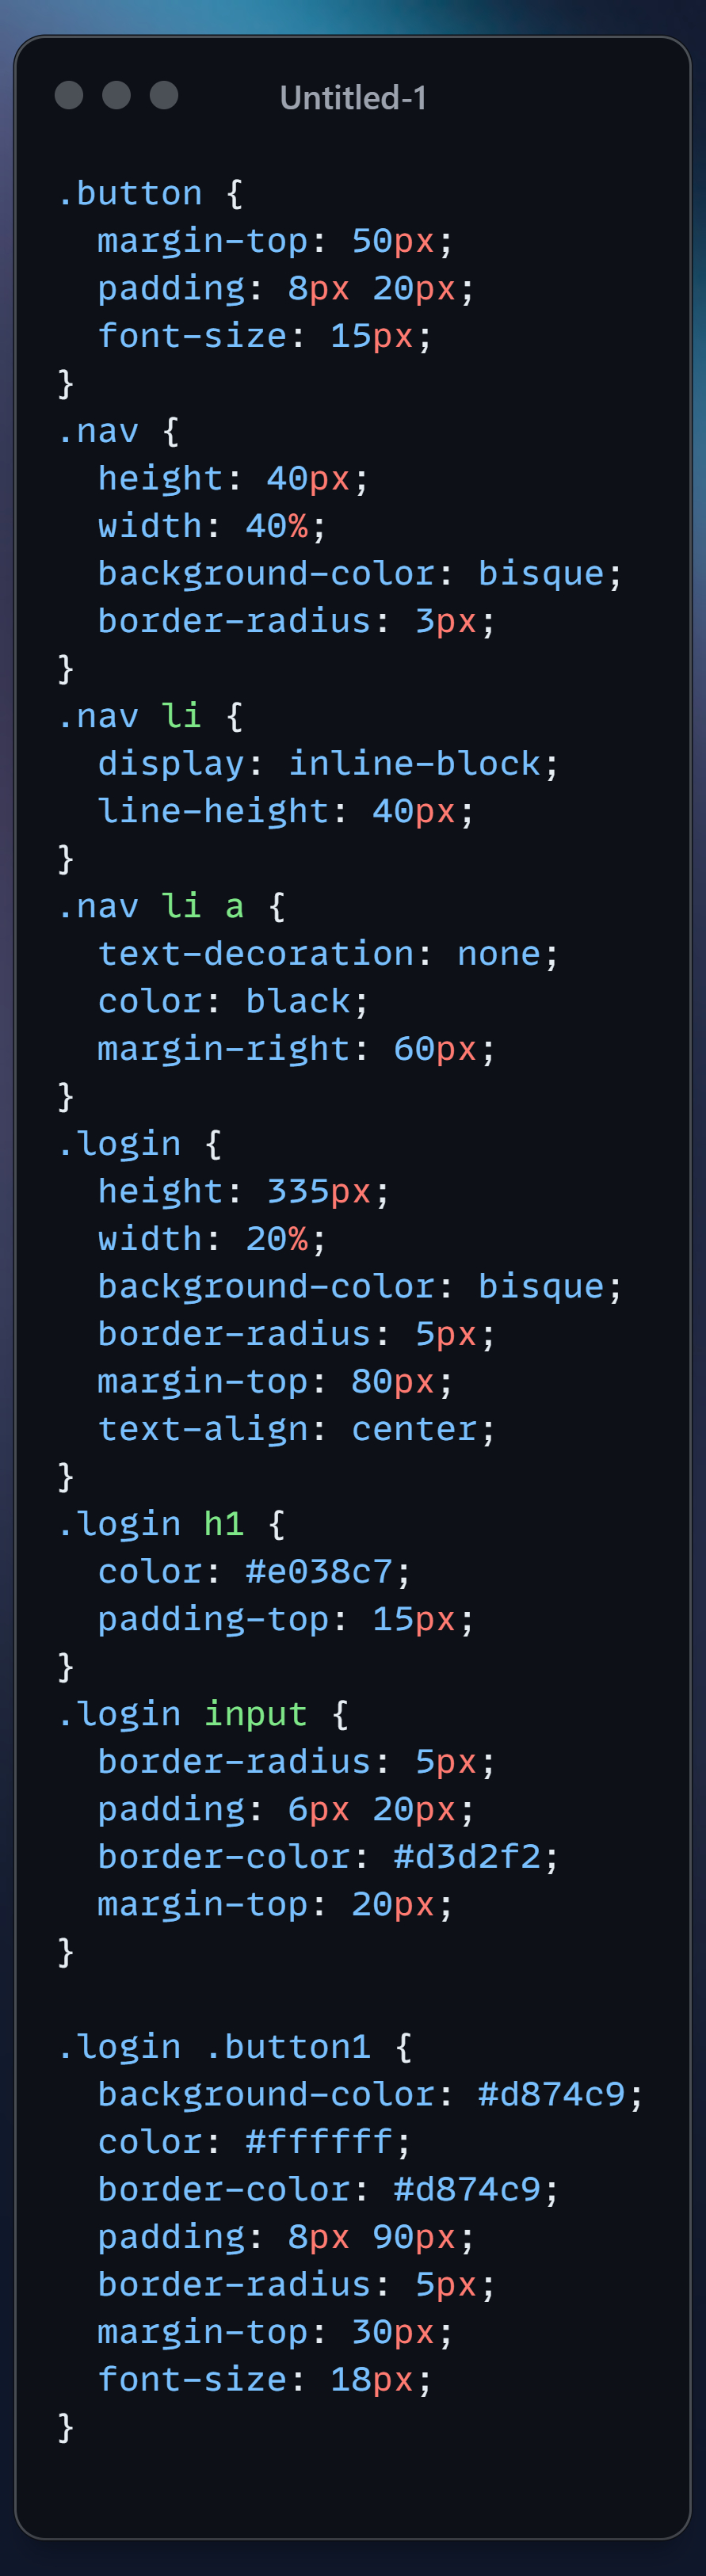 Untitled-1
.button {
  margin-top: 50px;
  padding: 8px 20px;
  font-size: 15px;
}
.nav {
  height: 40px;
  width: 40%;
  background-color: bisque;
  border-radius: 3px;
}
.nav li {
  display: inline-block;
  line-height: 40px;
}
.nav li a {
  text-decoration: none;
  color: black;
  margin-right: 60px;
}
.login {
  height: 335px;
  width: 20%;
  background-color: bisque;
  border-radius: 5px;
  margin-top: 80px;
  text-align: center;
}
.login h1 {
  color: #e038c7;
  padding-top: 15px;
}
.login input {
  border-radius: 5px;
  padding: 6px 20px;
  border-color: #d3d2f2;
  margin-top: 20px;
}

.login .button1 {
  background-color: #d874c9;
  color: #ffffff;
  border-color: #d874c9;
  padding: 8px 90px;
  border-radius: 5px;
  margin-top: 30px;
  font-size: 18px;
}